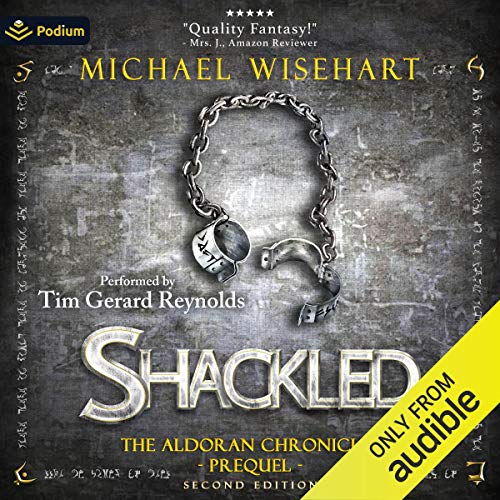 Podium
★★★★★
"Quality Fantasy!"
- Mrs. J., Amazon Reviewer
MICHAEL WISEHART
Performed by
Tim Gerard Reynolds
SHACKLED
THE ALDORAN CHRONICL
- PREQUEL -
SECOND EDITION
ONLY FROM
audible